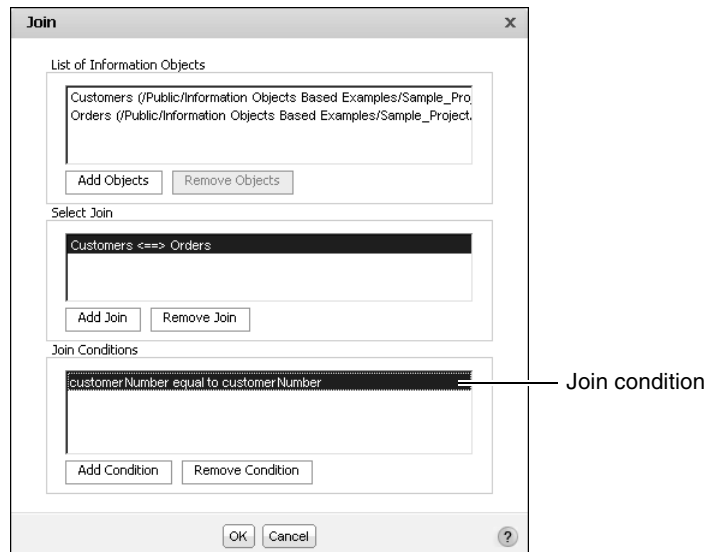 Join x
List of Information Objects
Customers (/Public/Information Objects Based Examples/Sample_Proj
Orders (/Public/Information Objects Based Examples/Sample_Project.
Add Objects Remove Objects
Select Join
Customers <==> Orders
Add Join Remove Join
Join Conditions
customerNumber equal to customerNumber
Join condition
Add Condition Remove Condition
OK Cancel ?